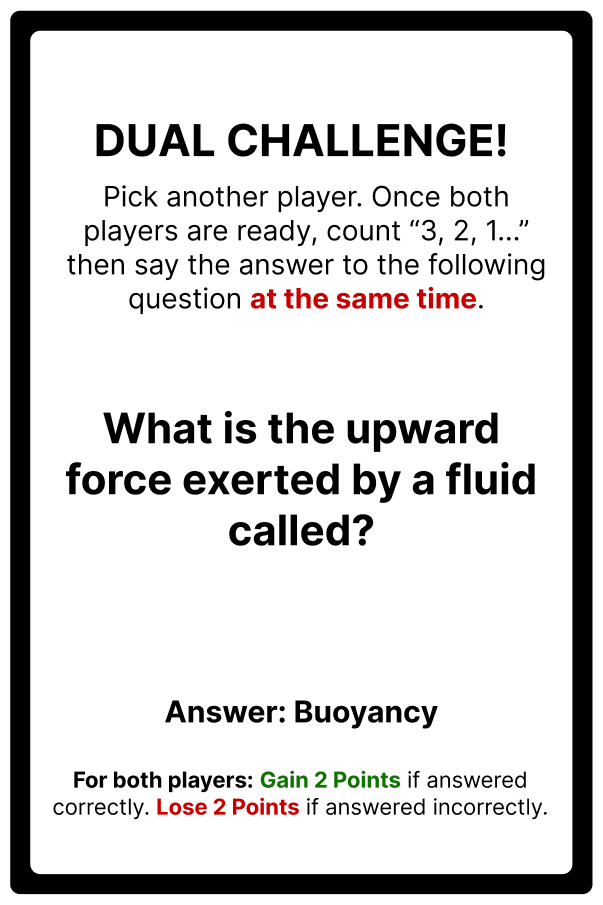 DUAL CHALLENGE!
Pick another player. Once both
players are ready, count “3, 2, 1...”
then say the answer to the following
question at the same time.
What is the upward
force exerted by a fluid
called?
Answer: Buoyancy
For both players: Gain 2 Points if answered
correctly. Lose 2 Points if answered incorrectly.